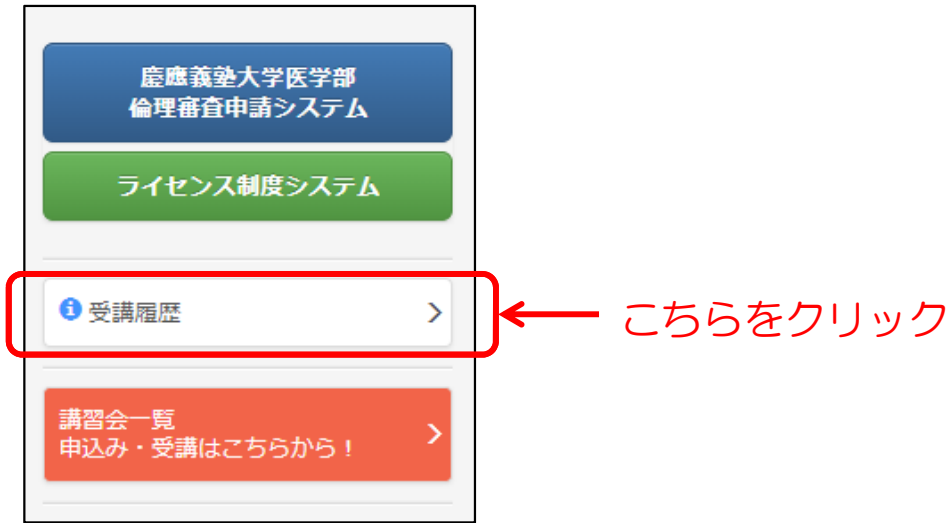 慶應義塾大学医学部
倫理審査申請システム
ライセンス制度システム
受講履歴
こちらをクリック
講習会一覧
申込み・受講はこちらから！